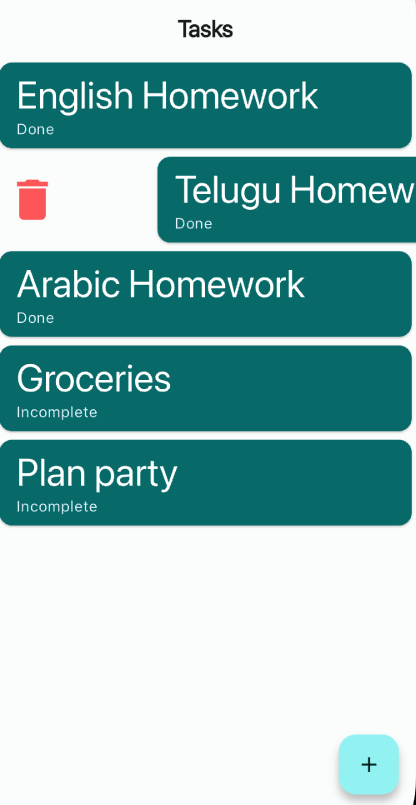 Tasks
English Homework
Done
Telugu Homew
Done
Arabic Homework
Done
Groceries
Incomplete
Plan party
Incomplete
+